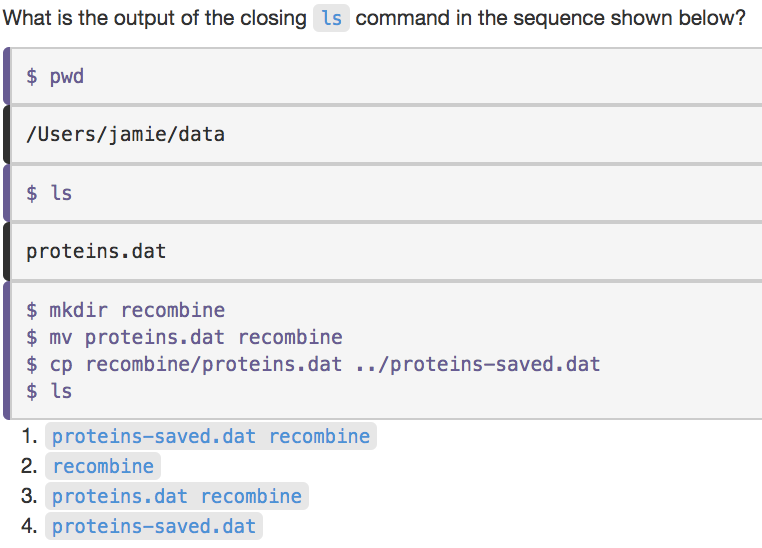 What is the output of the closing ls command in the sequence shown below?
$ pwd
/Users/jamie/data
$ ls
proteins.dat
$ mkdir recombine
$ mv proteins.dat recombine
$ cp recombine/proteins.dat ../proteins-saved.dat
$ ls
1. proteins-saved.dat recombine
2. recombine
3. proteins.dat recombine
4. proteins-saved.dat